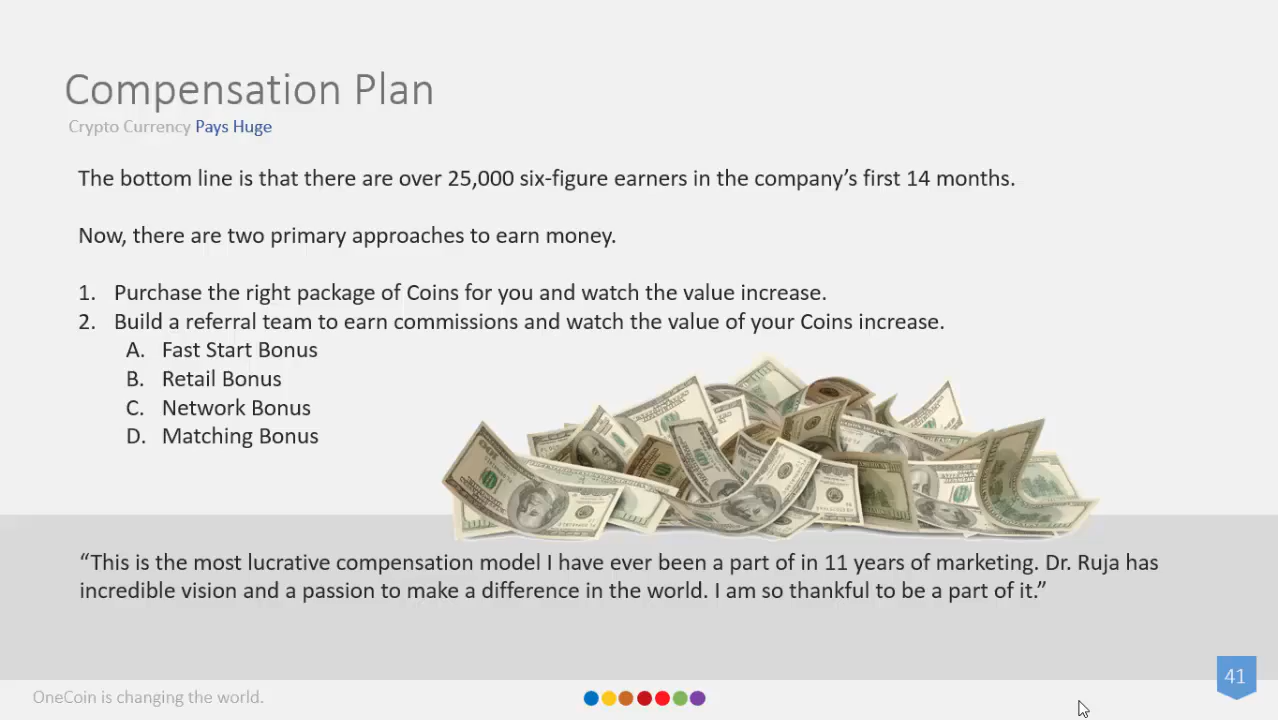 Compensation Plan
Crypto Currency Pays Huge
The bottom line is that there are over 25,000 six-figure earners in the company’s first 14 months.
Now, there are two primary approaches to earn money.
1. Purchase the right package of Coins for you and watch the value increase.
2. Build a referral team to earn commissions and watch the value of your Coins increase.
A. Fast Start Bonus
B. Retail Bonus
C. Network Bonus
D. Matching Bonus
“This is the most lucrative compensation model I have ever been a part of in 11 years of marketing. Dr. Ruja has
incredible vision and a passion to make a difference in the world. I am so thankful to be a part of it.”
41
OneCoin is changing the world.